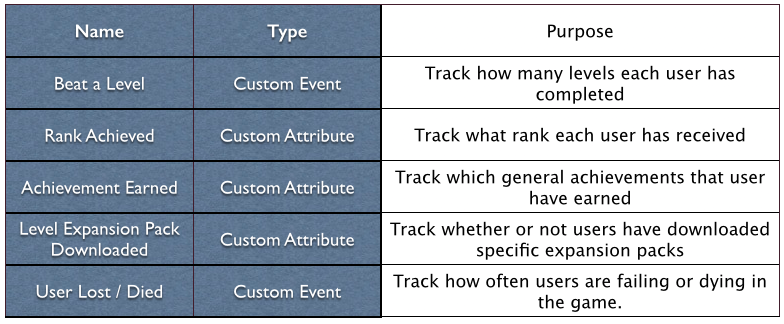 Name Type Purpose
Beat a Level Custom Event Track how many levels each user has
completed
Rank Achieved Custom Attribute Track what rank each user has received
Achievement Earned Custom Attribute Track which general achievements that user
have earned
Level Expansion Pack
Downloaded Custom Attribute Track whether or not users have downloaded
specific expansion packs
User Lost / Died Custom Event Track how often users are failing or dying in
the game.